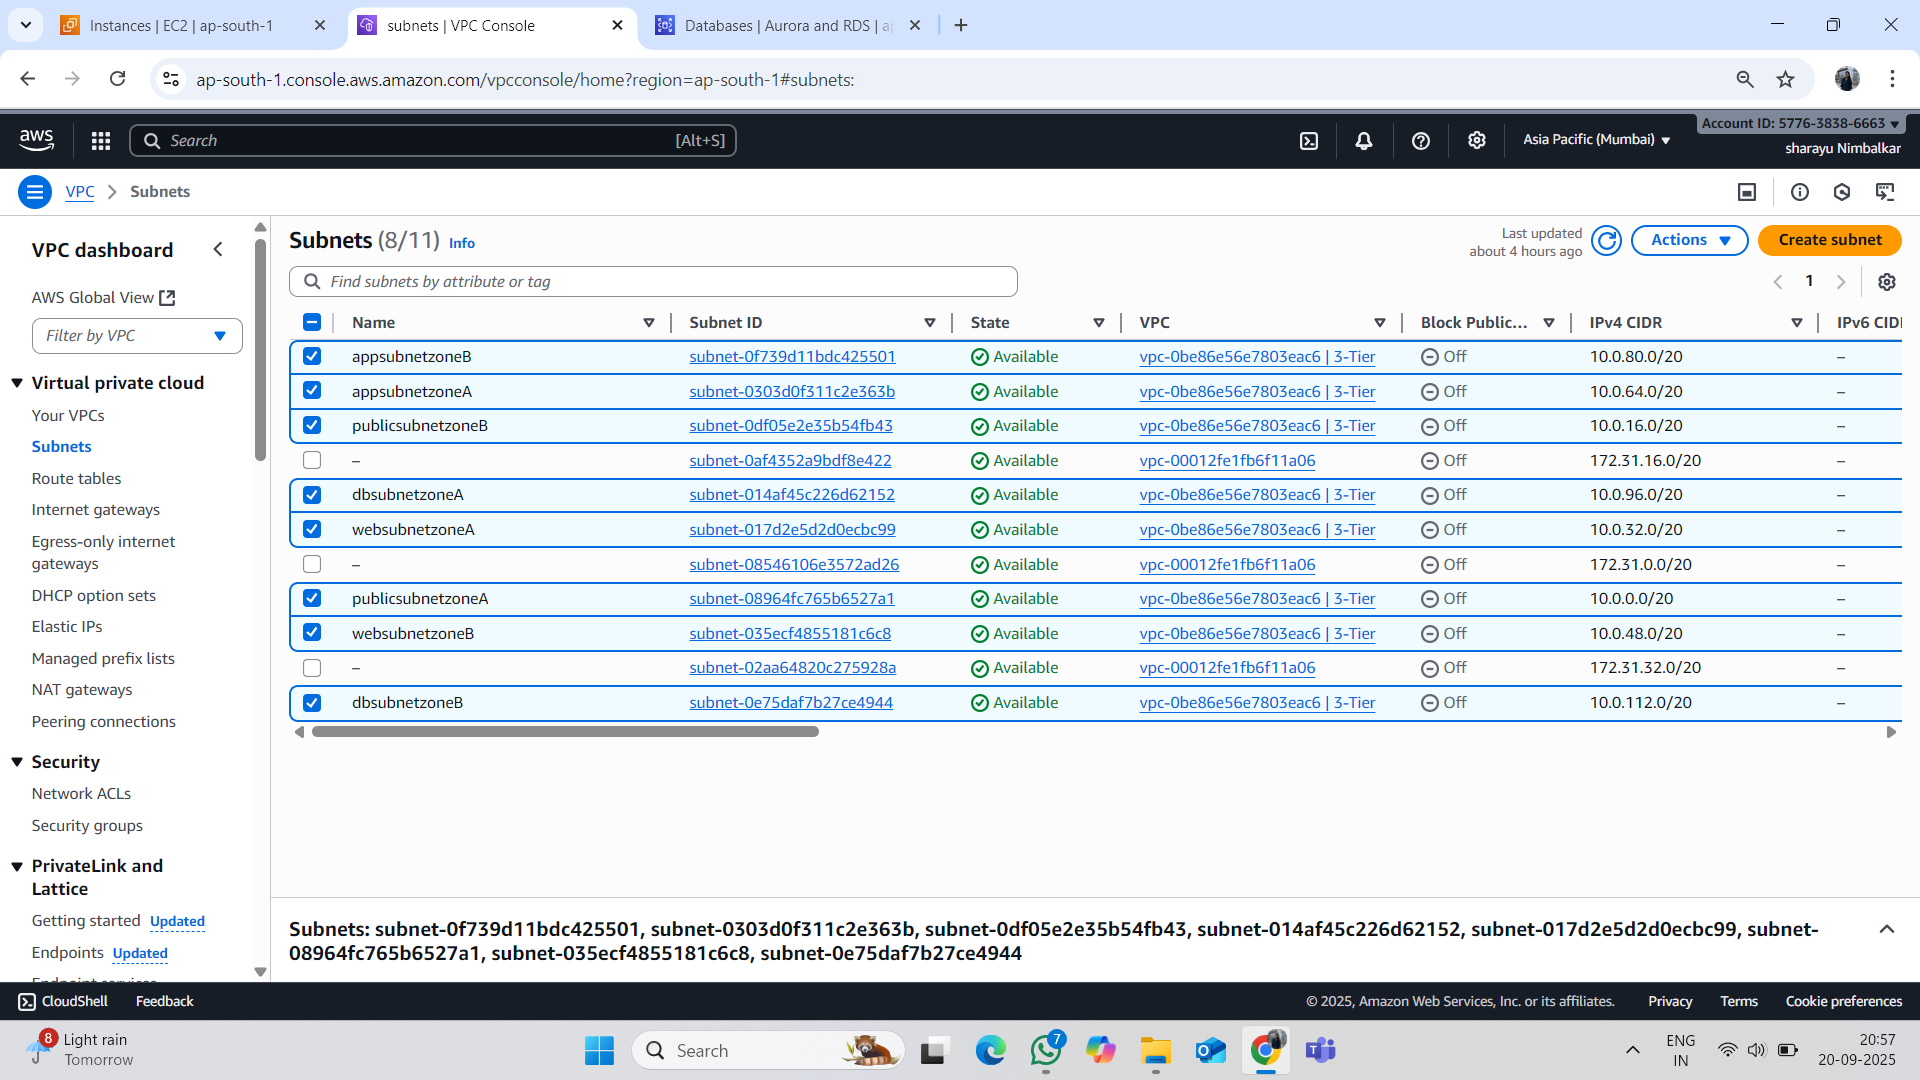 Instances | EC2 | ap-south-1
subnets | VPC Console
Databases | Aurora and RDS | ap
ap-south-1.console.aws.amazon.com/vpcconsole/home?region=ap-south-1#subnets:
aws
Search [Alt+S]
Asia Pacific (Mumbai)
Account ID: 5776-3838-6663
sharayu Nimbalkar
VPC > Subnets
VPC dashboard
AWS Global View
Filter by VPC
Virtual private cloud
Your VPCs
Subnets
Route tables
Internet gateways
Egress-only internet
gateways
DHCP option sets
Elastic IPs
Managed prefix lists
NAT gateways
Peering connections
Security
Network ACLs
Security groups
PrivateLink and
Lattice
Getting started Updated
Endpoints Updated
Endpoint services
Subnets (8/11) Info
Last updated
about 4 hours ago
Actions
Create subnet
Find subnets by attribute or tag
1
Name Subnet ID State VPC Block Public... IPv4 CIDR IPv6 CIDI
appsubnetzoneB subnet-0f739d11bdc425501 Available vpc-0be86e56e7803eac6 | 3-Tier Off 10.0.80.0/20 –
appsubnetzoneA subnet-0303d0f311c2e363b Available vpc-0be86e56e7803eac6 | 3-Tier Off 10.0.64.0/20 –
publicsubnetzoneB subnet-0df05e2e35b54fb43 Available vpc-0be86e56e7803eac6 | 3-Tier Off 10.0.16.0/20 –
– subnet-0af4352a9bdf8e422 Available vpc-00012fe1fb6f11a06 Off 172.31.16.0/20 –
dbsubnetzoneA subnet-014af45c226d62152 Available vpc-0be86e56e7803eac6 | 3-Tier Off 10.0.96.0/20 –
websubnetzoneA subnet-017d2e5d2d0ecbc99 Available vpc-0be86e56e7803eac6 | 3-Tier Off 10.0.32.0/20 –
– subnet-08546106e3572ad26 Available vpc-00012fe1fb6f11a06 Off 172.31.0.0/20 –
publicsubnetzoneA subnet-08964fc765b6527a1 Available vpc-0be86e56e7803eac6 | 3-Tier Off 10.0.0.0/20 –
websubnetzoneB subnet-035ecf4855181c6c8 Available vpc-0be86e56e7803eac6 | 3-Tier Off 10.0.48.0/20 –
– subnet-02aa64820c275928a Available vpc-00012fe1fb6f11a06 Off 172.31.32.0/20 –
dbsubnetzoneB subnet-0e75daf7b27ce4944 Available vpc-0be86e56e7803eac6 | 3-Tier Off 10.0.112.0/20 –
Subnets: subnet-0f739d11bdc425501, subnet-0303d0f311c2e363b, subnet-0df05e2e35b54fb43, subnet-014af45c226d62152, subnet-017d2e5d2d0ecbc99, subnet-
08964fc765b6527a1, subnet-035ecf4855181c6c8, subnet-0e75daf7b27ce4944
CloudShell Feedback © 2025, Amazon Web Services, Inc. or its affiliates. Privacy Terms Cookie preferences
8
Light rain
Tomorrow
Search
7
ENG
IN
20:57
20-09-2025